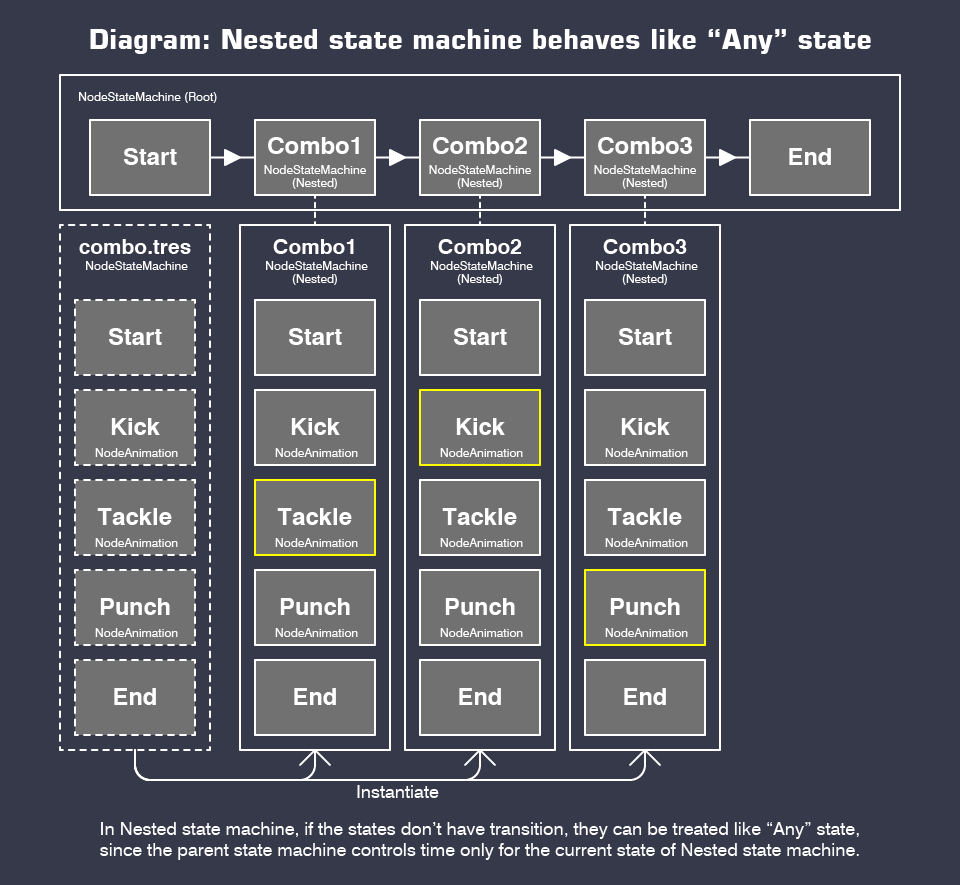 Diagram: Nested state machine behaves like “Any” state
NodeStateMachine (Root)
Start
Combo1
NodeStateMachine
(Nested)
Combo2
NodeStateMachine
(Nested)
Combo3
NodeStateMachine
(Nested)
End
combo.tres
NodeStateMachine
Start
Kick
NodeAnimation
Tackle
NodeAnimation
Punch
NodeAnimation
End
Combo1
NodeStateMachine
(Nested)
Start
Kick
NodeAnimation
Tackle
NodeAnimation
Punch
NodeAnimation
End
Combo2
NodeStateMachine
(Nested)
Start
Kick
NodeAnimation
Tackle
NodeAnimation
Punch
NodeAnimation
End
Combo3
NodeStateMachine
(Nested)
Start
Kick
NodeAnimation
Tackle
NodeAnimation
Punch
NodeAnimation
End
Instantiate
In Nested state machine, if the states don’t have transition, they can be treated like “Any” state,
since the parent state machine controls time only for the current state of Nested state machine.